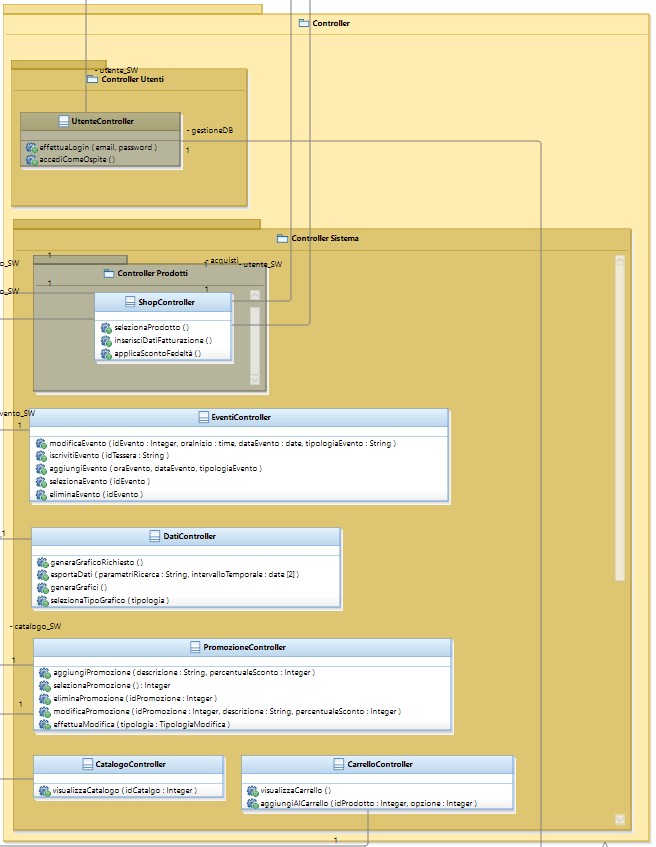 Controller
- utente_SW
Controller Utenti
UtenteController
- gestioneDB
effettuaLogin ( email, password )
1
accediComeOspite ( )
Controller Sistema
1
- acquisti
o_SW
1
- utente_SW
Controller Prodotti
1
1
o_SW
ShopController
selezionaProdotto ( )
inserisciDatiFatturazione ( )
applicaScontoFedeltà ( )
vento_SW
1
EventiController
modificaEvento ( idEvento : Integer, oraInizio : time, dataEvento : date, tipologiaEvento : String )
iscrivitiEvento ( idTessera : String )
aggiungiEvento ( oraEvento, dataEvento, tipologiaEvento )
selezionaEvento ( idEvento )
eliminaEvento ( idEvento )
1
DatiController
generaGraficoRichiesto ( )
esportaDati ( parametriRicerca : String, intervalloTemporale : date [2] )
generaGrafici ( )
selezionaTipoGrafico ( tipologia )
- catalogo_SW
PromozioneController
1
aggiungiPromozione ( descrizione : String, percentualeSconto : Integer )
selezionaPromozione ( ) : Integer
eliminaPromozione ( idPromozione : Integer )
1
modificaPromozione ( idPromozione : Integer, descrizione : String, percentualeSconto : Integer )
effettuaModifica ( tipologia : TipologiaModifica )
CatalogoController
CarrelloController
visualizzaCatalogo ( idCatalgo : Integer )
visualizzaCarrello ( )
aggiungiAlCarrello ( idProdotto : Integer, opzione : Integer )
1